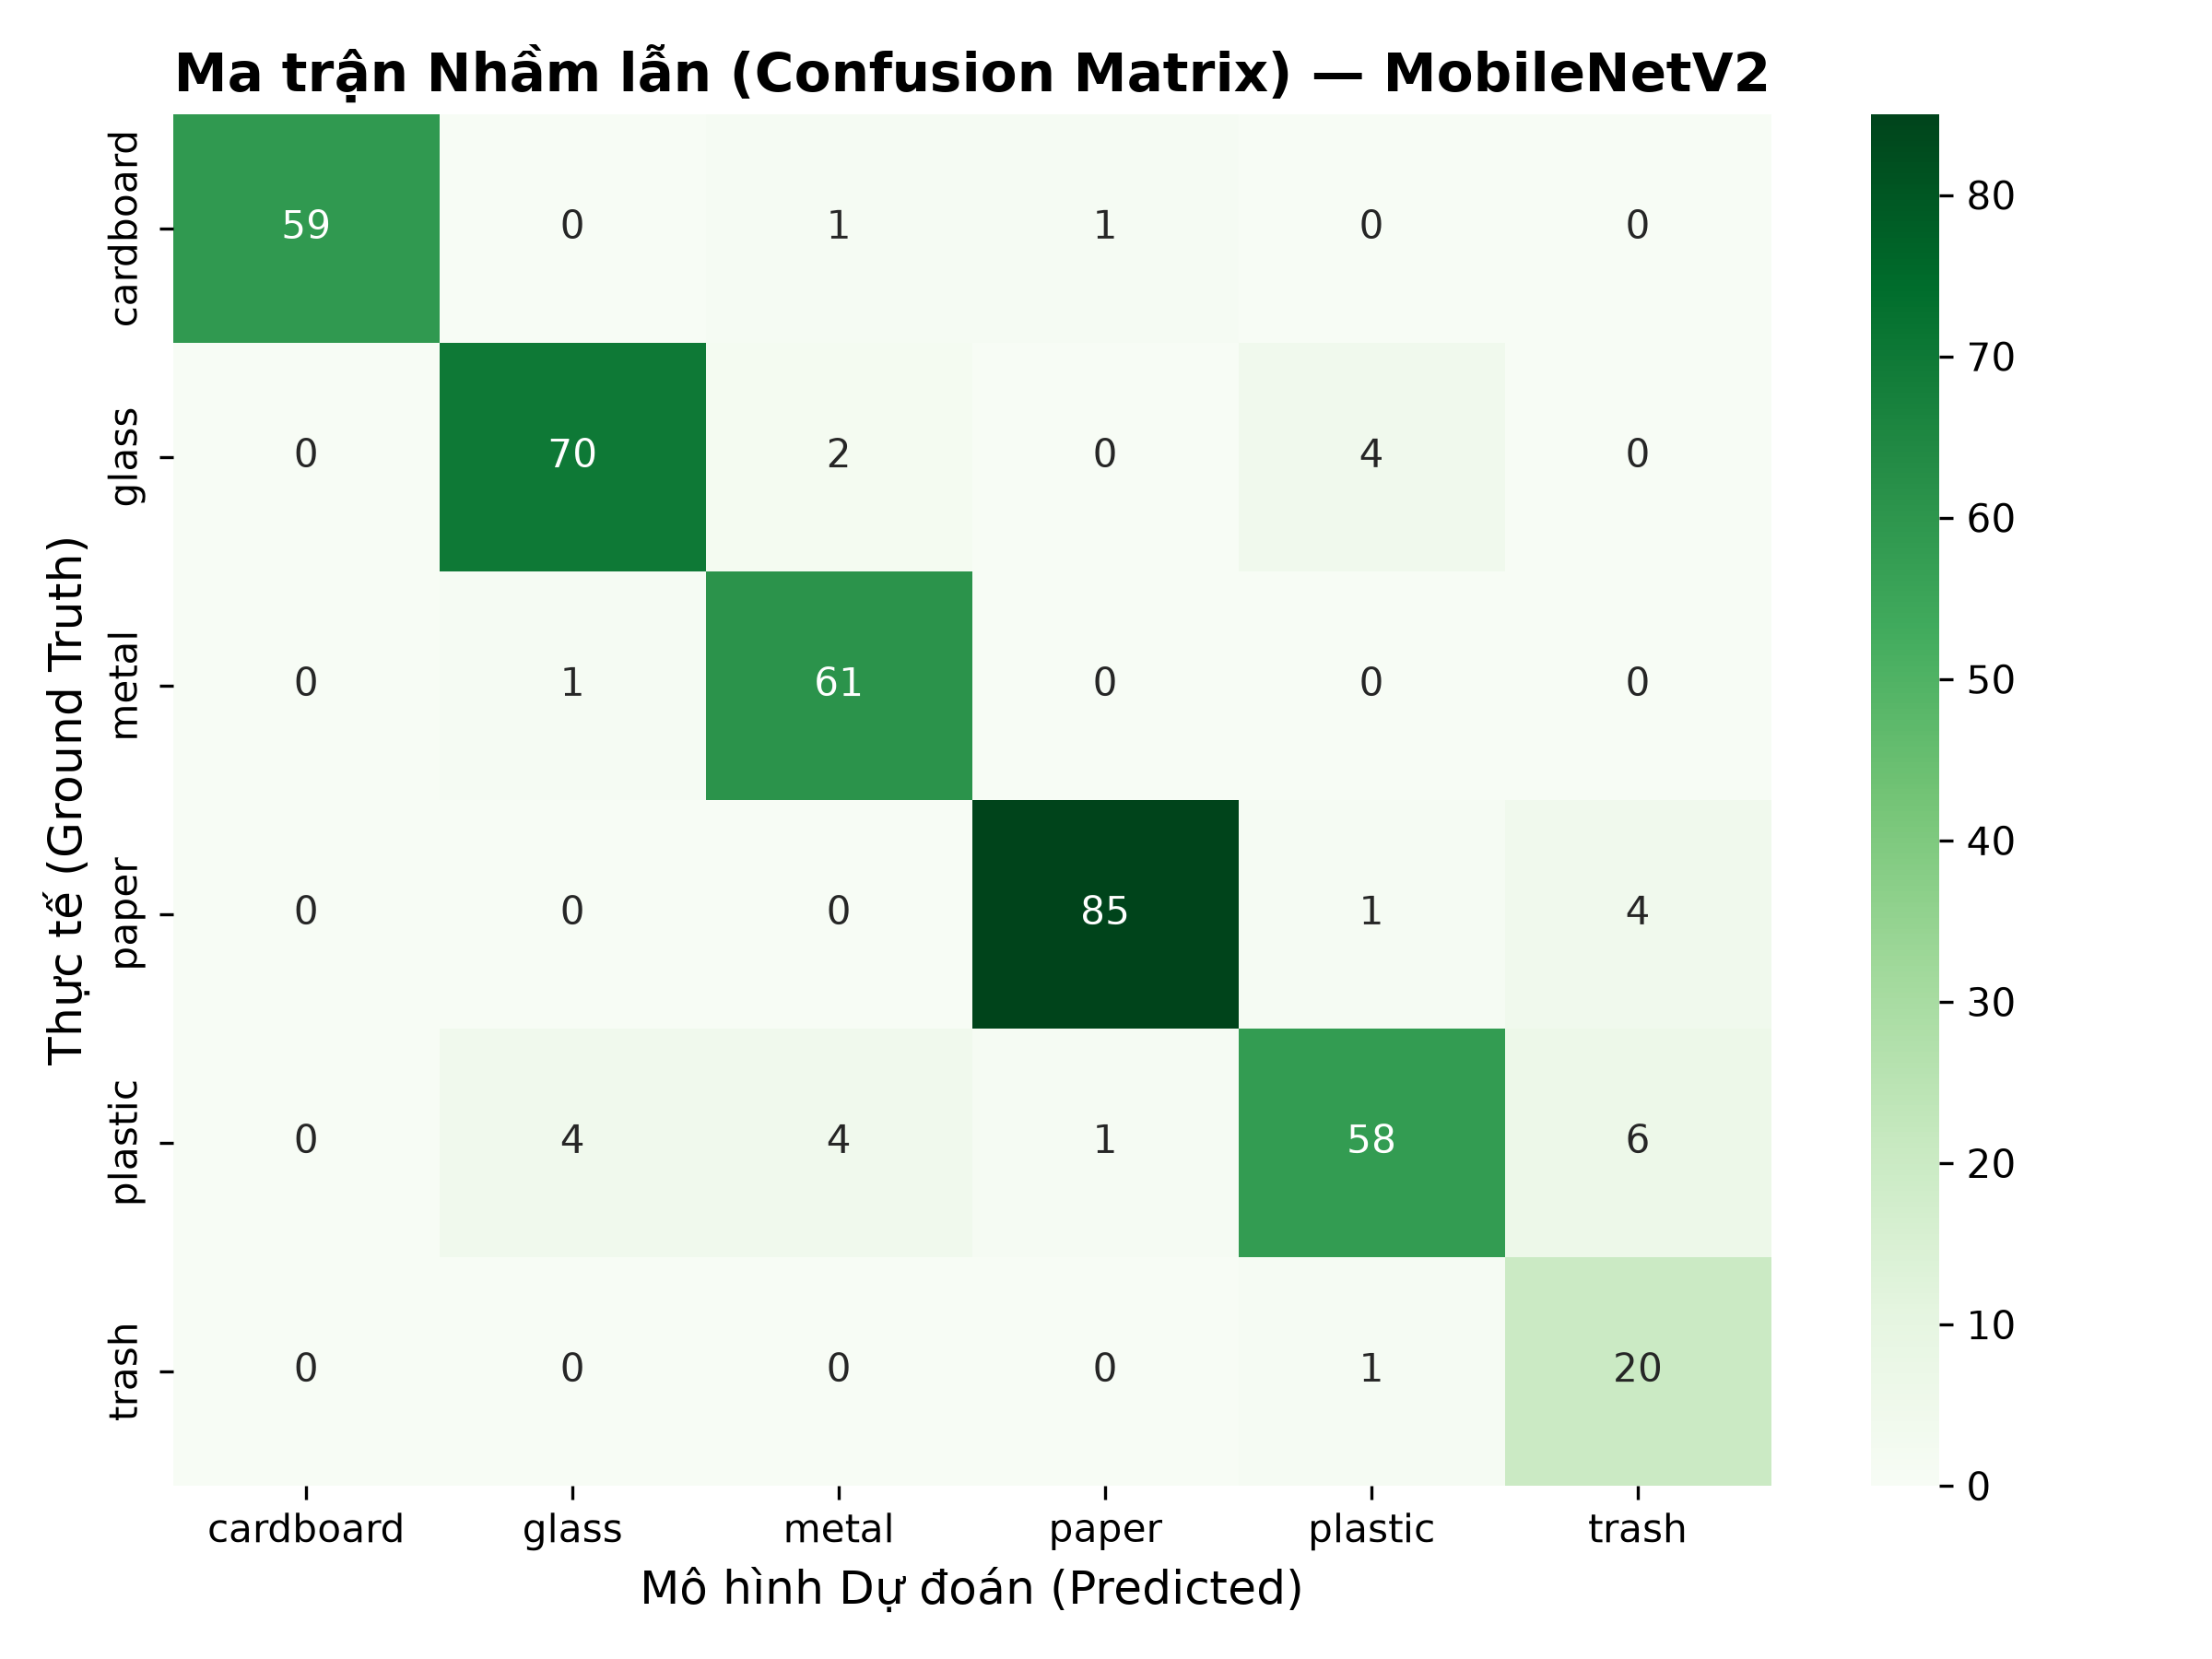 Ma trận Nhầm lẫn (Confusion Matrix) — MobileNetV2
Thực tế (Ground Truth)
cardboard 59 0 1 1 0 0
glass 0 70 2 0 4 0
metal 0 1 61 0 0 0
paper 0 0 0 85 1 4
plastic 0 4 4 1 58 6
trash 0 0 0 0 1 20
cardboard glass metal paper plastic trash
Mô hình Dự đoán (Predicted)
80
70
60
50
40
30
20
10
0